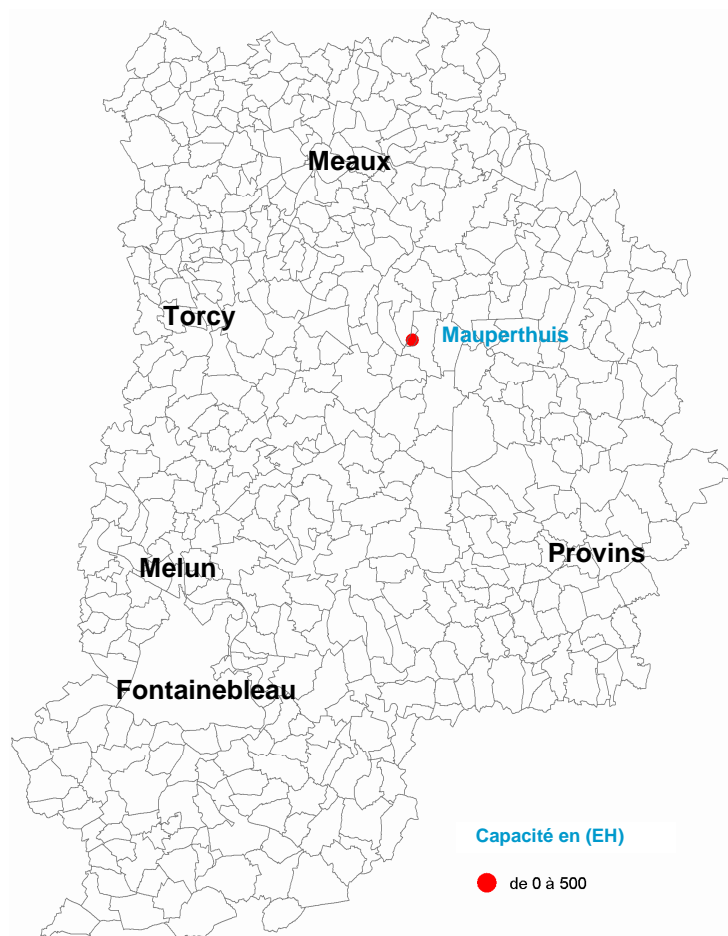 Meaux
Torcy
Mauperthuis
Provins
Melun
Fontainebleau
Capacité en (EH)
de 0 à 500